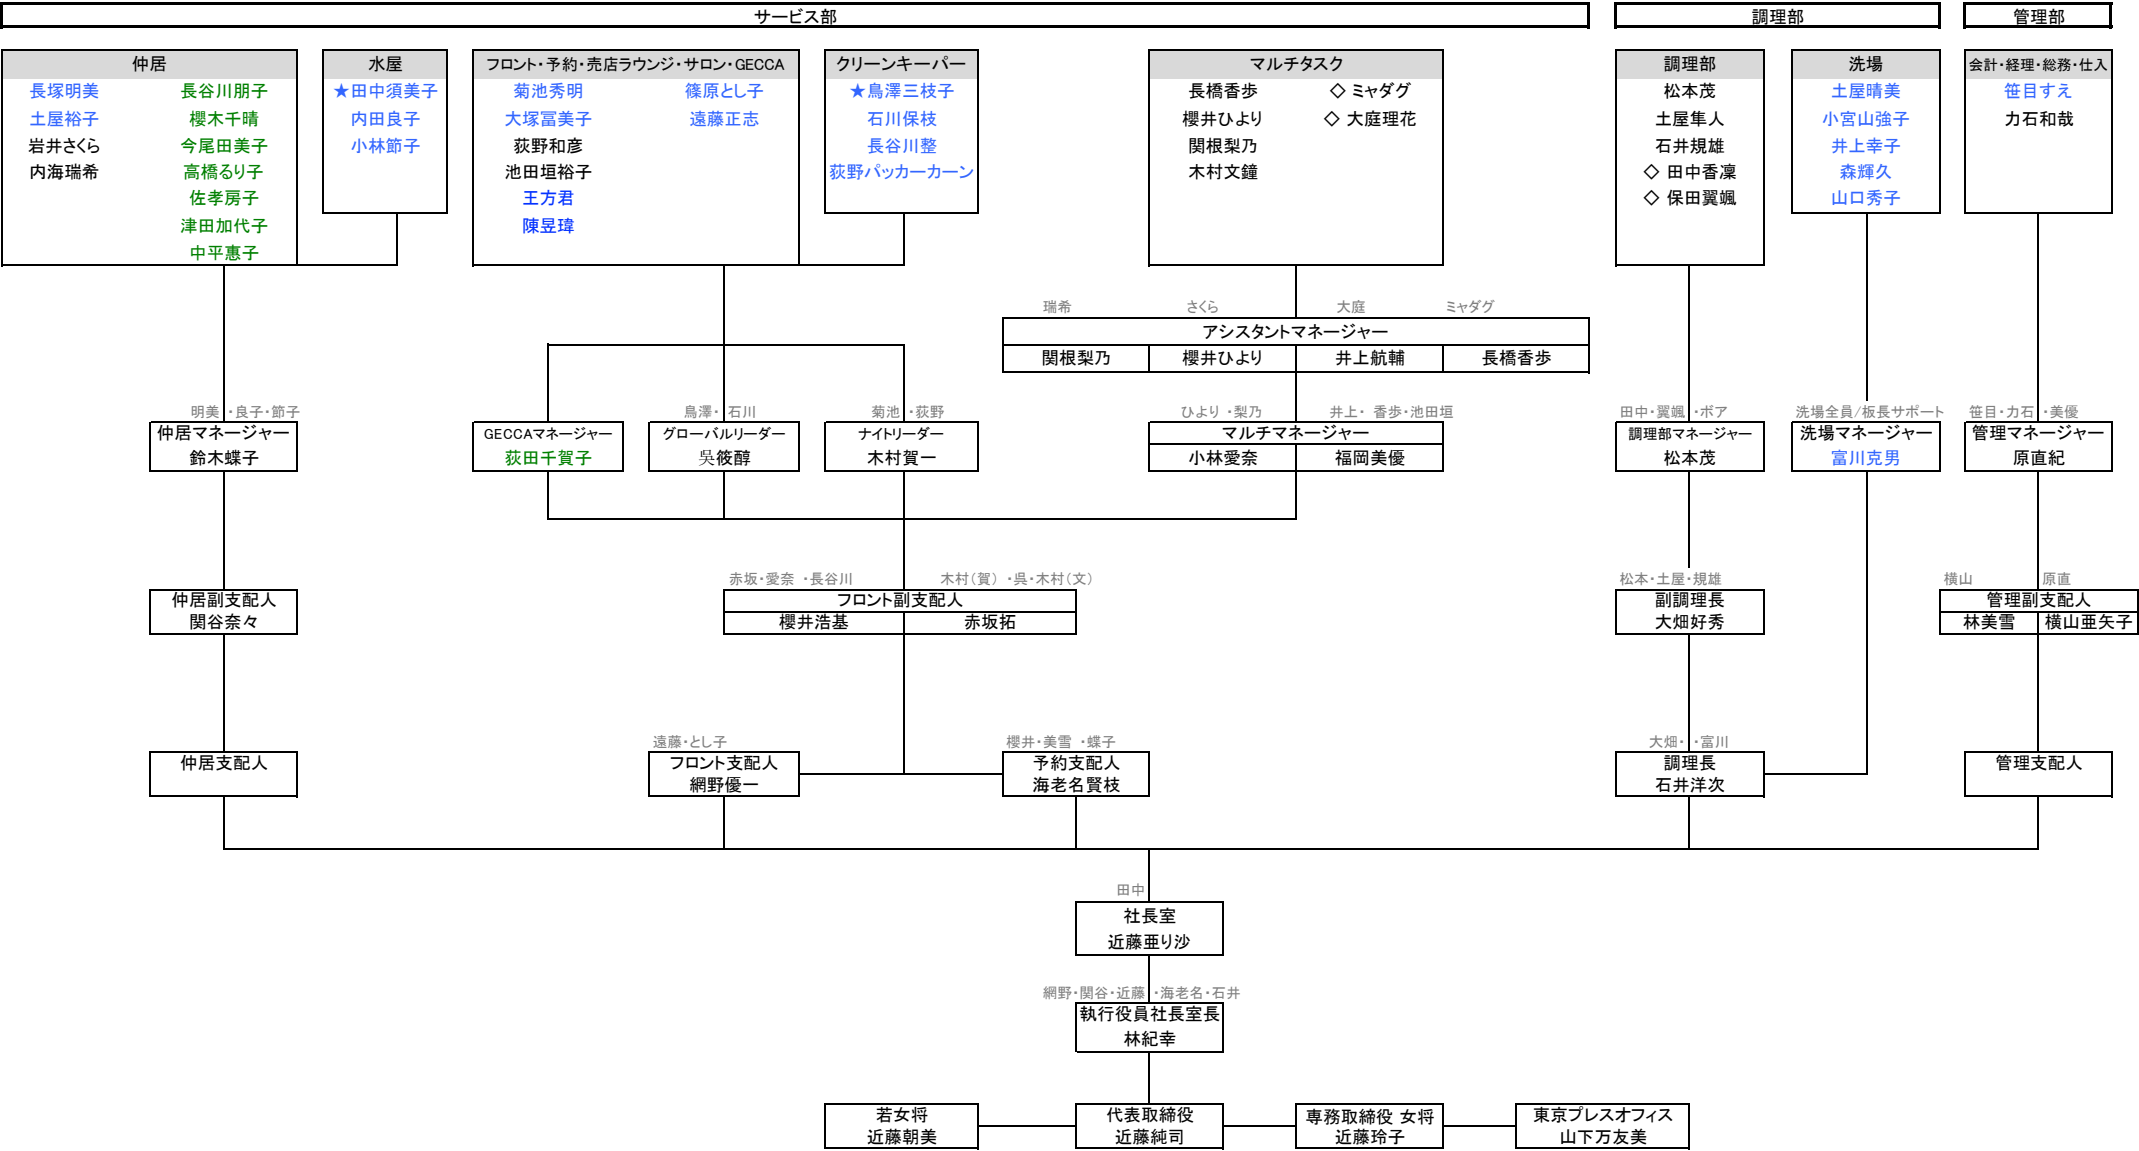 サービス部
調理部
管理部
仲居
長塚明美
土屋裕子
岩井さくら
内海瑞希
長谷川朋子
櫻木千晴
今尾田美子
高橋るり子
佐孝房子
津田加代子
中平惠子
水屋
★田中須美子
内田良子
小林節子
フロント・予約・売店ラウンジ・サロン・GECCA
菊池秀明
大塚冨美子
荻野和彦
池田垣裕子
王方君
陳昱瑋
篠原とし子
遠藤正志
クリーンキーパー
★鳥澤三枝子
石川保枝
長谷川整
荻野パッカーカーン
マルチタスク
長橋香歩
櫻井ひより
関根梨乃
木村文鐘
◇ ミャダグ
◇ 大庭理花
調理部
松本茂
土屋隼人
石井規雄
◇ 田中香凜
◇ 保田翼颯
洗場
土屋晴美
小宮山強子
井上幸子
森輝久
山口秀子
会計・経理・総務・仕入
笹目すえ
力石和哉
瑞希
さくら
大庭
ミャダグ
アシスタントマネージャー
関根梨乃
櫻井ひより
井上航輔
長橋香歩
明美 ・良子・節子
仲居マネージャー
鈴木蝶子
GECCAマネージャー
荻田千賀子
鳥澤・ 石川
グローバルリーダー
吳筱醇
菊池 ・荻野
ナイトリーダー
木村賀一
ひより ・梨乃
井上・ 香歩・池田垣
マルチマネージャー
小林愛奈
福岡美優
田中・翼颯 ・ボア
調理部マネージャー
松本茂
洗場全員/板長サポート
洗場マネージャー
富川克男
笹目・力石 ・美優
管理マネージャー
原直紀
仲居副支配人
関谷奈々
赤坂・愛奈 ・長谷川
木村(賀) ・呉・木村(文)
フロント副支配人
櫻井浩基
赤坂拓
松本・土屋・規雄
副調理長
大畑好秀
横山
原直
管理副支配人
林美雪
横山亜矢子
仲居支配人
遠藤・とし子
フロント支配人
網野優一
櫻井・美雪 ・蝶子
予約支配人
海老名賢枝
大畑・ ・富川
調理長
石井洋次
管理支配人
田中
社長室
近藤亜り沙
網野・関谷・近藤 ・海老名・石井
執行役員社長室長
林紀幸
若女将
近藤朝美
代表取締役
近藤純司
専務取締役 女将
近藤玲子
東京プレスオフィス
山下万友美